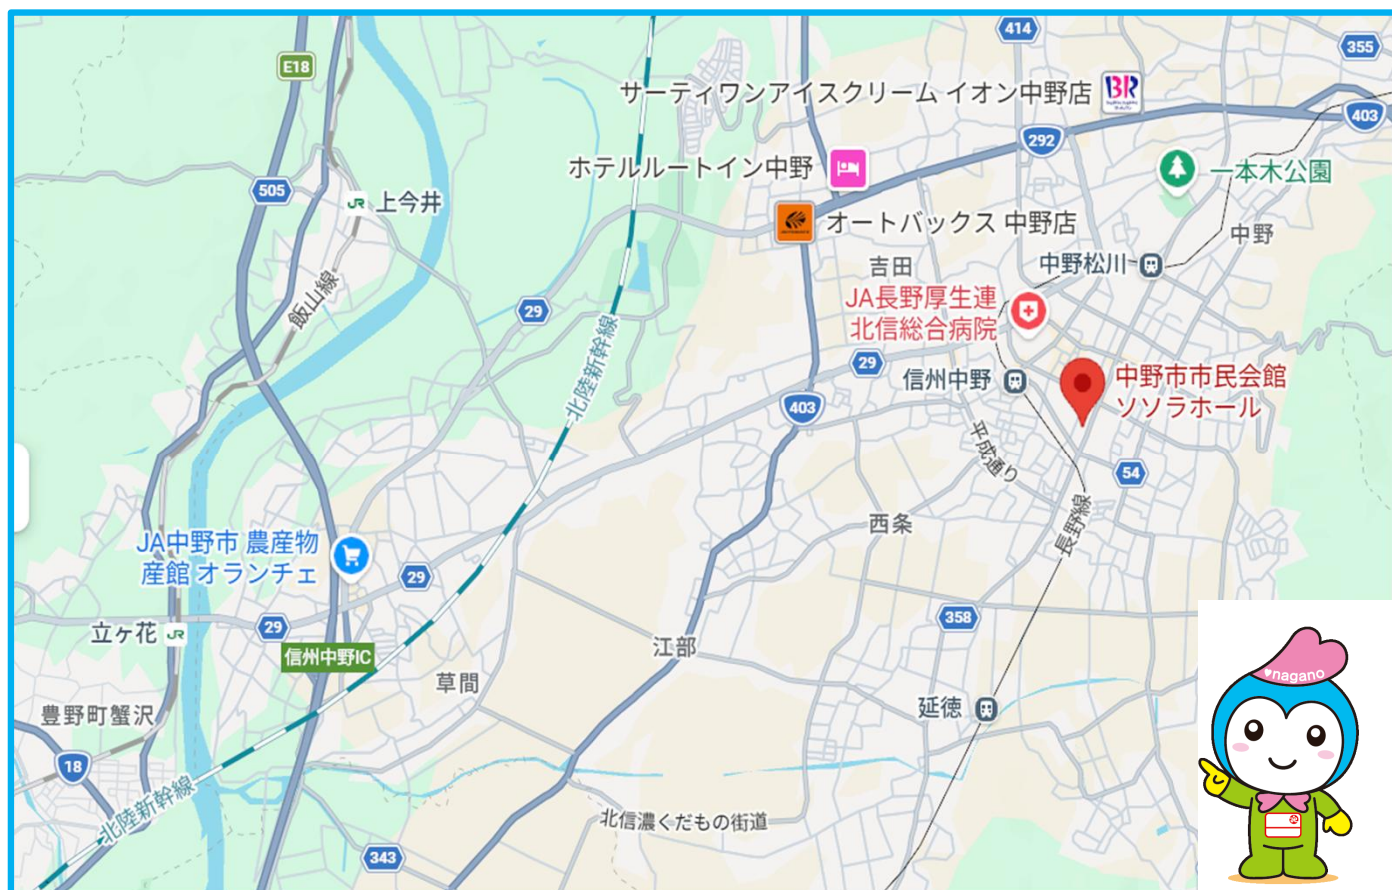 414
355
E18
サーティワンアイスクリーム イオン中野店
BR
403
292
ホテルルートイン中野
一本木公園
505
JR 上今井
オートバックス 中野店
中野
吉田
中野松川
飯山線
29
JA長野厚生連
北信総合病院
北陸新幹線
29
信州中野
中野市市民会館
ソソラホール
403
平成通り
54
西条
長野線
JA中野市 農産物
産館 オランチェ
29
358
29
立ヶ花 JR
信州中野IC
江部
草間
♥nagano
延徳
豊野町蟹沢
18
北陸新幹線
北信濃くだもの街道
343